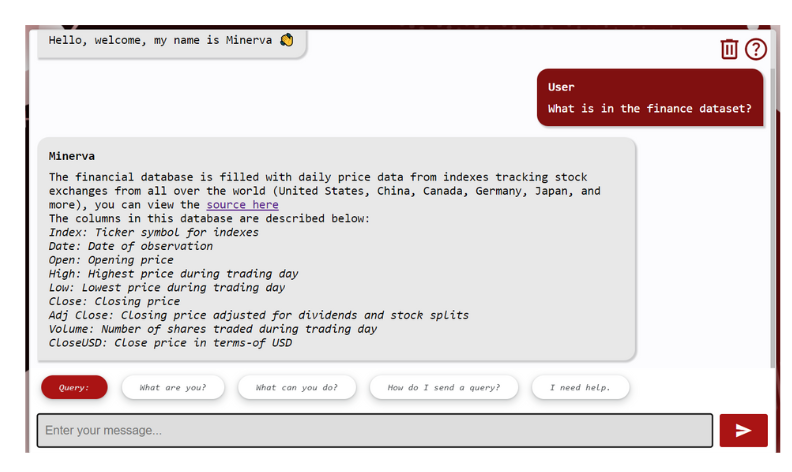 Hello, welcome, my name is Minerva
User
What is in the finance dataset?
Minerva
The financial database is filled with daily price data from indexes tracking stock
exchanges from all over the world (United States, China, Canada, Germany, Japan, and
more), you can view the source here
The columns in this database are described below:
Index: Ticker symbol for indexes
Date: Date of observation
Open: Opening price
High: Highest price during trading day
Low: Lowest price during trading day
Close: Closing price
Adj Close: Closing price adjusted for dividends and stock splits
Volume: Number of shares traded during trading day
CloseUSD: Close price in terms-of USD
Query: What are you? What can you do? How do I send a query? I need help.
Enter your message...